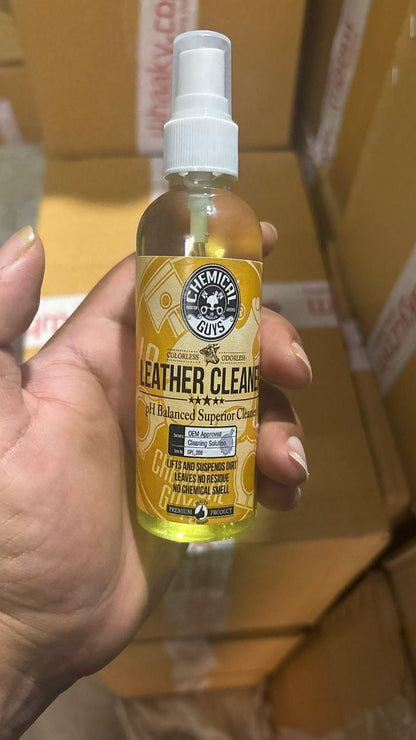 CHEMICAL
GUYS
COLORLESS ODORLESS
LEATHER CLEANE
pH Balanced Superior Cleane
OEM Approved
Cleaning Solution
SPI_208
LIFTS AND SUSPENDS DIRT
LEAVES NO RESIDUE
NO CHEMICAL SMELL
PREMIUM PRODUCT